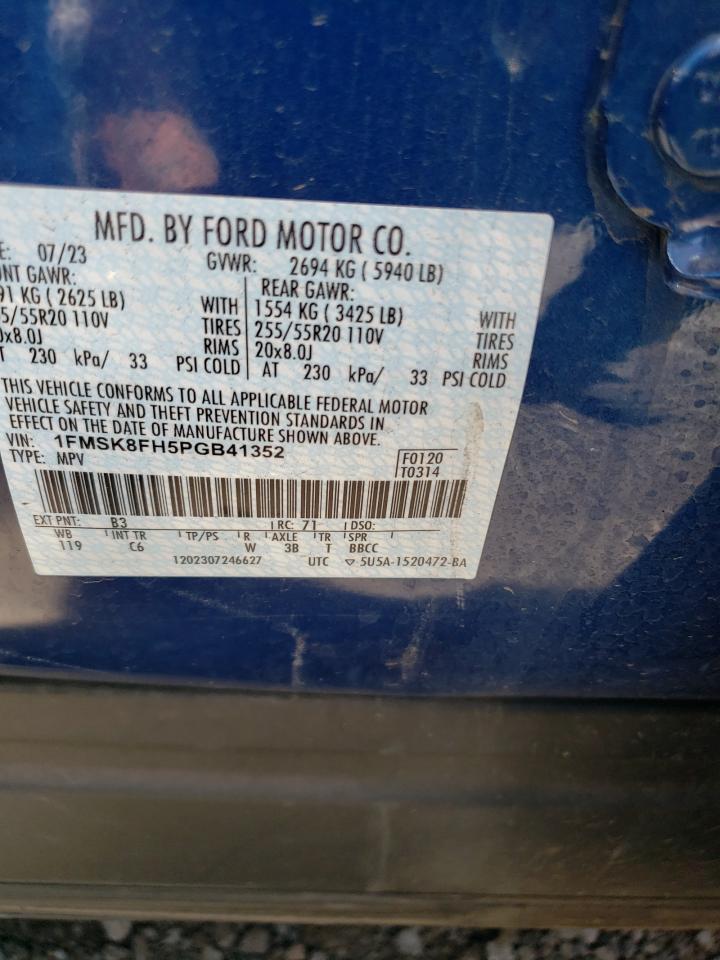 MFD. BY FORD MOTOR CO.
E: 07/23 GVWR: 2694 KG ( 5940 LB)
NT GAWR: REAR GAWR:
91 KG ( 2625 LB) WITH 1554 KG ( 3425 LB) WITH
5/55R20 110V TIRES 255/55R20 110V TIRES
0x8.0J RIMS 20x8.0J RIMS
T 230 kPa/ 33 PSI COLD AT 230 kPa/ 33 PSI COLD
THIS VEHICLE CONFORMS TO ALL APPLICABLE FEDERAL MOTOR
VEHICLE SAFETY AND THEFT PREVENTION STANDARDS IN
EFFECT ON THE DATE OF MANUFACTURE SHOWN ABOVE.
VIN: 1FMSK8FH5PGB41352 F0120
TYPE: MPV T0314
EXT PNT: B3 RC: 71 DSO:
WB INT TR TP/PS R AXLE TR SPR
119 C6 W 3B T BBCC
1202307246627 UTC ▽ 5U5A-1520472-BA